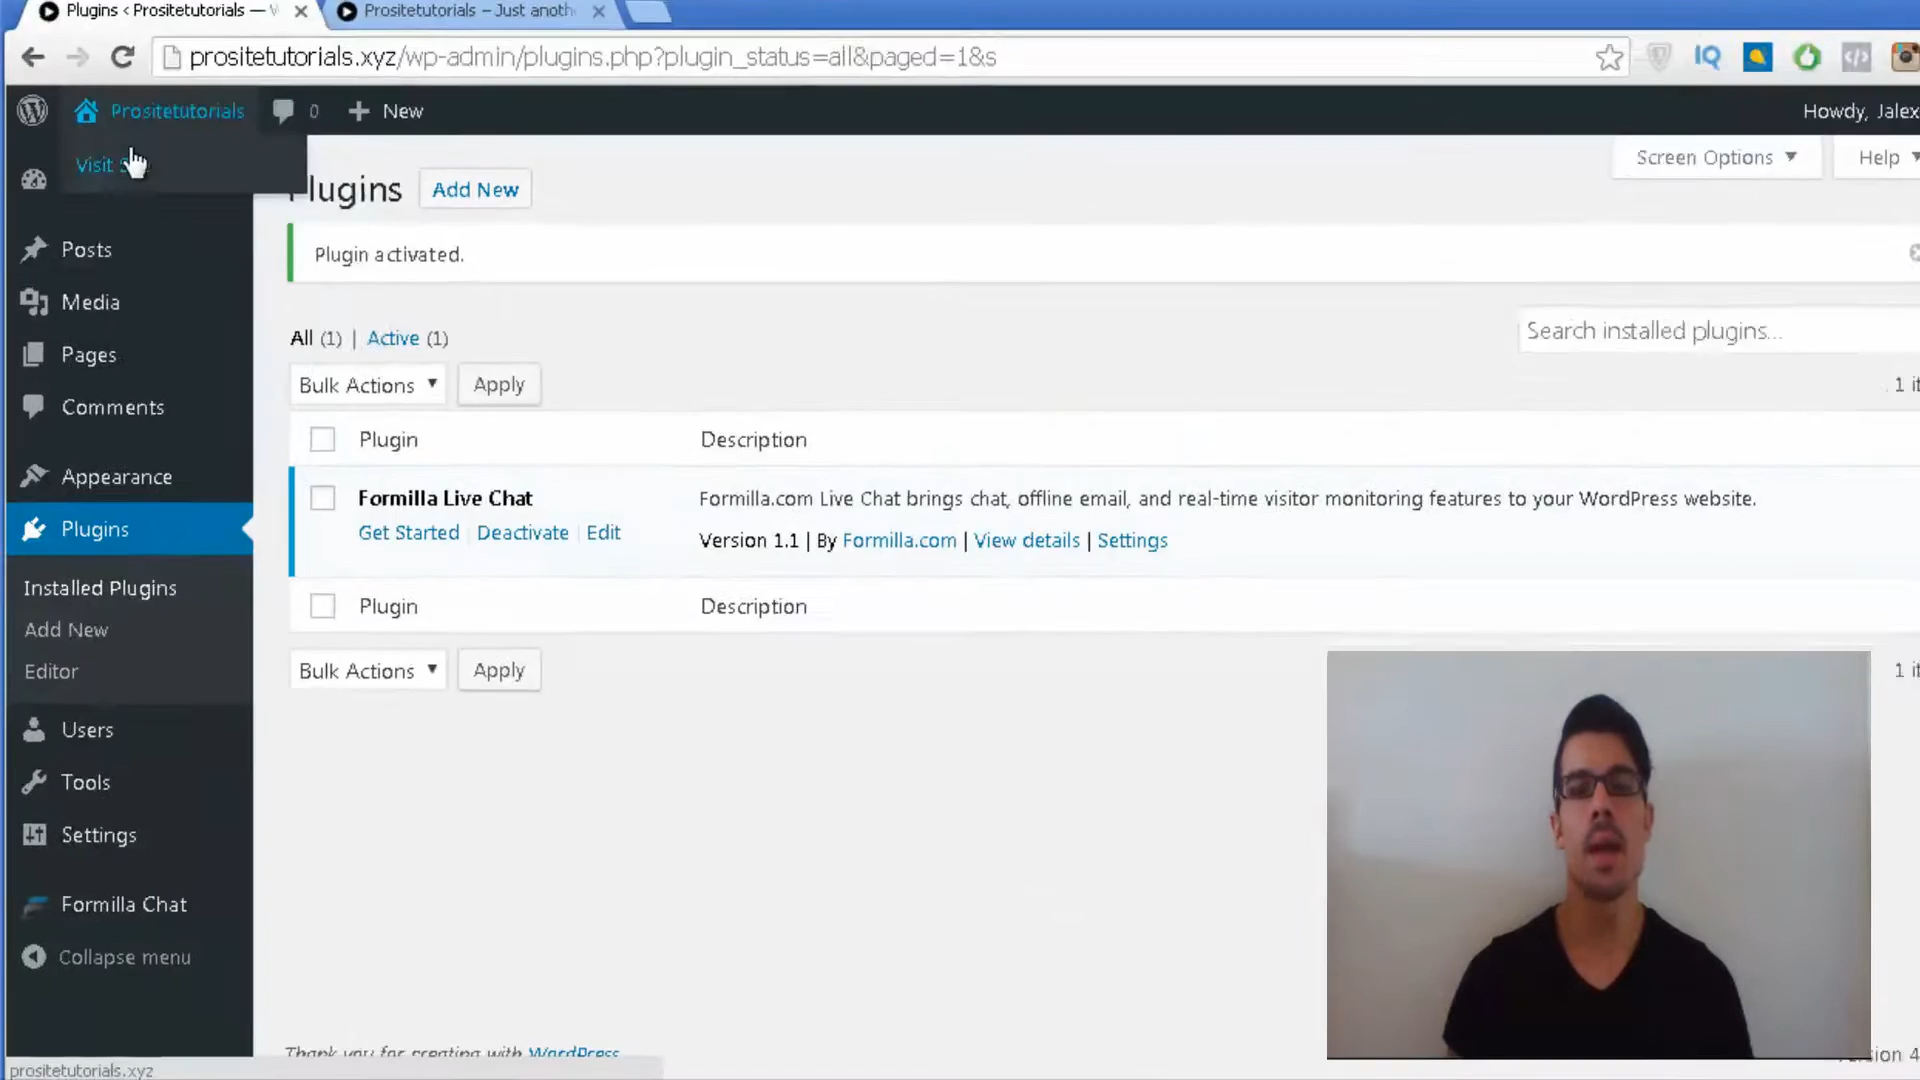 Plugins < Prositetutorials —
Prositetutorials – Just anoth
prositetutorials.xyz/wp-admin/plugins.php?plugin_status=all&paged=1&s
Prositetutorials 0 New
Howdy, Jalex
Visit
Screen Options
Help
Plugins
Add New
Plugin activated.
Posts
Media
Pages
Comments
Appearance
Plugins
Installed Plugins
Add New
Editor
Users
Tools
Settings
Formilla Chat
Collapse menu
All (1) | Active (1)
Search installed plugins...
Bulk Actions Apply
1
Plugin Description
Formilla Live Chat
Get Started | Deactivate | Edit
Formilla.com Live Chat brings chat, offline email, and real-time visitor monitoring features to your WordPress website.
Version 1.1 | By Formilla.com | View details | Settings
Plugin Description
Bulk Actions Apply
1
Thank you for creating with WordPress
4
prositetutorials.xyz